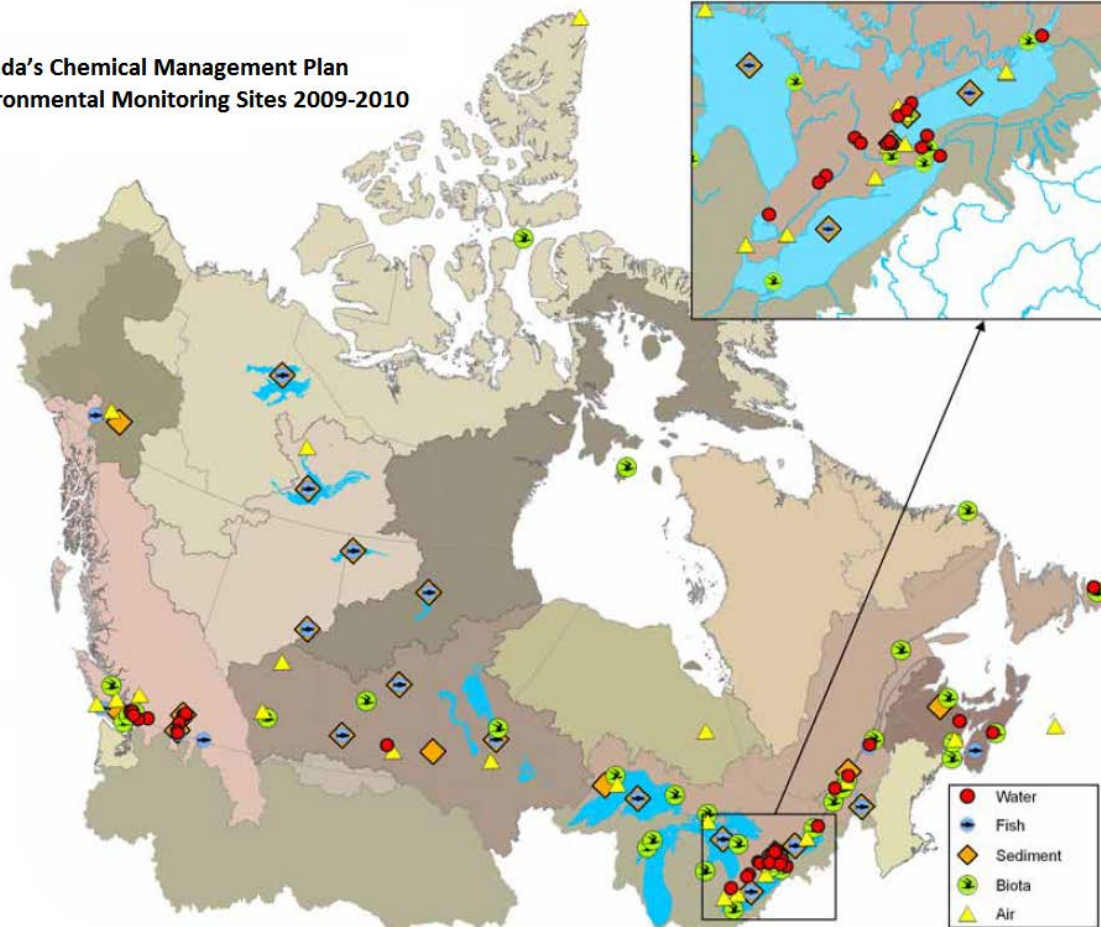 da's Chemical Management Plan
ronmental Monitoring Sites 2009-2010
Water
Fish
Sediment
Biota
Air